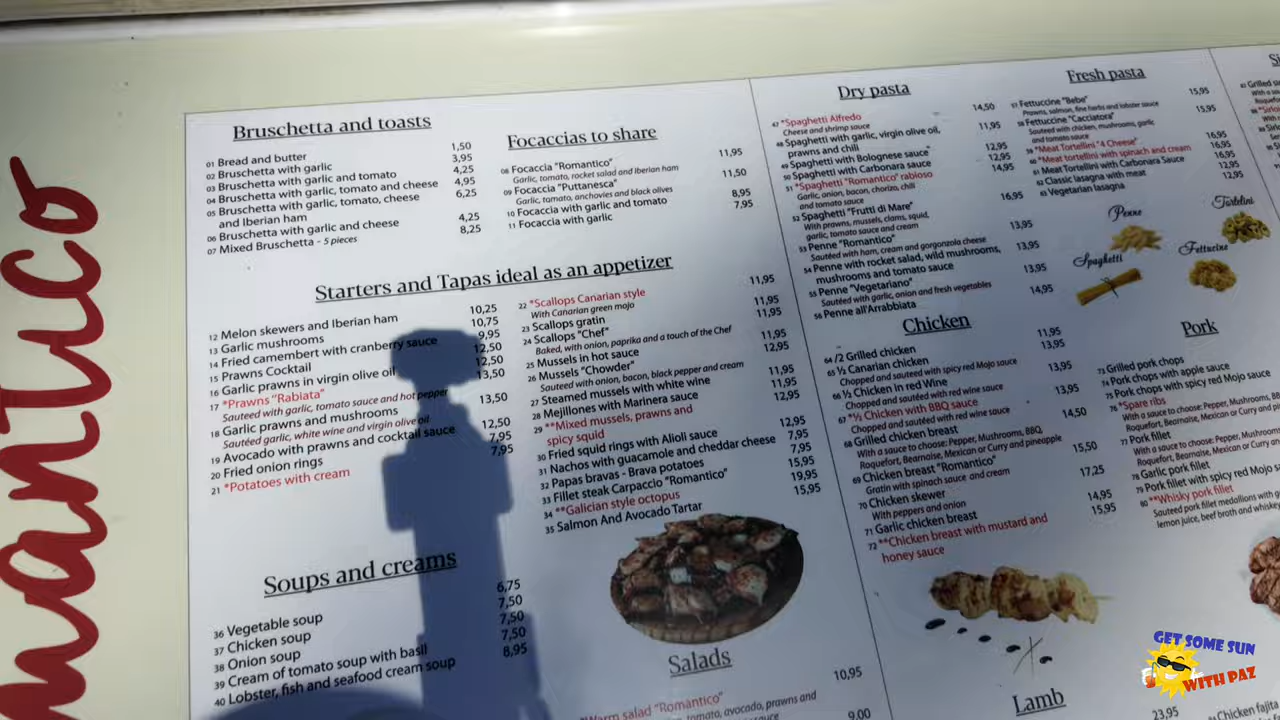 mantico
Bruschetta and toasts
01 Bread and butter 1,50
02 Bruschetta with garlic 3,95
03 Bruschetta with garlic and tomato 4,25
04 Bruschetta with garlic, tomato and cheese 4,95
05 Bruschetta with garlic, tomato, cheese 6,25
and Iberian ham
06 Bruschetta with garlic and cheese 4,25
07 Mixed Bruschetta - 5 pieces 8,25
Focaccias to share
08 Focaccia "Romantico" 11,95
Garlic, tomato, rocket salad and Iberian ham
09 Focaccia "Puttanesca" 11,50
Garlic, tomato, anchovies and black olives
10 Focaccia with garlic and tomato 8,95
11 Focaccia with garlic 7,95
Starters and Tapas ideal as an appetizer
12 Melon skewers and Iberian ham 10,25
13 Garlic mushrooms 10,75
14 Fried camembert with cranberry sauce 9,95
15 Prawns Cocktail 12,50
16 Garlic prawns in virgin olive oil 12,50
17 *Prawns "Rabiata" 13,50
Sauteed with garlic, tomato sauce and hot pepper
18 Garlic prawns and mushrooms 13,50
Sautéed garlic, white wine and virgin olive oil
19 Avocado with prawns and cocktail sauce 12,50
20 Fried onion rings 7,95
21 *Potatoes with cream 7,95
22 *Scallops Canarian style 11,95
With Canarian green mojo
23 Scallops gratin 11,95
24 Scallops "Chef" 11,95
Baked, with onion, paprika and a touch of the Chef
25 Mussels in hot sauce 11,95
26 Mussels "Chowder" 12,95
Sauteed with onion, bacon, black pepper and cream
27 Steamed mussels with white wine 11,95
28 Mejillones with Marinera sauce 11,95
29 **Mixed mussels, prawns and 12,95
spicy squid
30 Fried squid rings with Alioli sauce 12,95
31 Nachos with guacamole and cheddar cheese 7,95
32 Papas bravas - Brava potatoes 7,95
33 Fillet steak Carpaccio "Romantico" 15,95
34 **Galician style octopus 19,95
35 Salmon And Avocado Tartar 15,95
Soups and creams
36 Vegetable soup 6,75
37 Chicken soup 7,50
38 Onion soup 7,50
39 Cream of tomato soup with basil 7,50
40 Lobster, fish and seafood cream soup 8,95
Salads
*Warm salad "Romantico" 10,95
tomato, avocado, prawns and
sauce 9,00
Dry pasta
47 *Spaghetti Alfredo 14,50
Cheese and shrimp sauce
48 Spaghetti with garlic, virgin olive oil, 11,95
prawns and chili
49 Spaghetti with Bolognese sauce 12,95
50 Spaghetti with Carbonara sauce 12,95
51 *Spaghetti "Romantico" rabioso 14,95
Garlic, onion, bacon, chorizo, chili
and tomato sauce
52 Spaghetti "Frutti di Mare" 16,95
With prawns, mussels, clams, squid,
garlic, tomato sauce and cream
53 Penne "Romantico" 13,95
Sautéed with ham, cream and gorgonzola cheese
54 Penne with rocket salad, wild mushrooms, 13,95
mushrooms and tomato sauce
55 Penne "Vegetariano" 13,95
Sautéed with garlic, onion and fresh vegetables
56 Penne all'Arrabbiata 14,95
Fresh pasta
57 Fettuccine "Bebe" 15,95
Prawns, salmon, fine herbs and lobster sauce
58 Fettuccine "Cacciatora" 15,95
Sauteed with chicken, mushrooms, garlic
and tomato sauce
59 *Meat Tortellini "4 Cheese" 16,95
60 *Meat tortellini with spinach and cream 16,95
61 Meat Tortellini with Carbonara Sauce 16,95
62 Classic lasagna with meat 12,95
63 Vegetarian lasagna 12,95
Penne
Tortelini
Spaghetti
Fettucine
Chicken
64 /2 Grilled chicken 11,95
65 ½ Canarian chicken 13,95
Chopped and sauteed with spicy red Mojo sauce
66 ½ Chicken in red Wine 13,95
Chopped and sautéed with red wine sauce
67 *½ Chicken with BBQ sauce 13,95
Chopped and sautéed with red wine sauce
68 Grilled chicken breast 14,50
With a sauce to choose: Pepper, Mushrooms, BBQ
Roquefort, Bearnaise, Mexican or Curry and pineapple
69 Chicken breast "Romantico" 15,50
Gratin with spinach sauce and cream
70 Chicken skewer 17,25
With peppers and onion
71 Garlic chicken breast 14,95
72 **Chicken breast with mustard and 15,95
honey sauce
Pork
73 Grilled pork chops
74 Pork chops with apple sauce
75 Pork chops with spicy red Mojo sauce
76 *Spare ribs
With a sauce to choose: Pepper, Mushrooms, BB
Roquefort, Bearnaise, Mexican or Curry and p
77 Pork fillet
With a sauce to choose: Pepper, Mushrooms
Roquefort, Bearnaise, Mexican or Curry
78 Garlic pork fillet
79 Pork fillet with spicy red Mojo s
80 **Whisky pork fillet
Sauteed pork fillet medallions with
lemon juice, beef broth and whiskey
Lamb
23,95
Chicken fajita
GET SOME SUN
WITH PAZ